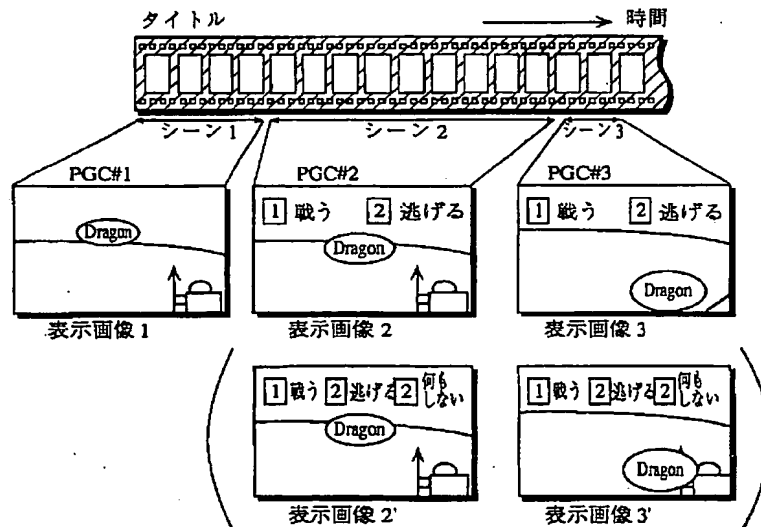 タイトル 時間
シーン1 シーン2 シーン3
PGC#1 PGC#2 PGC#3
Dragon
1 戦う 2 逃げる
Dragon
1 戦う 2 逃げる
Dragon
表示画像1 表示画像2 表示画像3
1 戦う 2 逃げる 2 何も
しない
Dragon
1 戦う 2 逃げる 2 何も
しない
Dragon
表示画像2' 表示画像3'